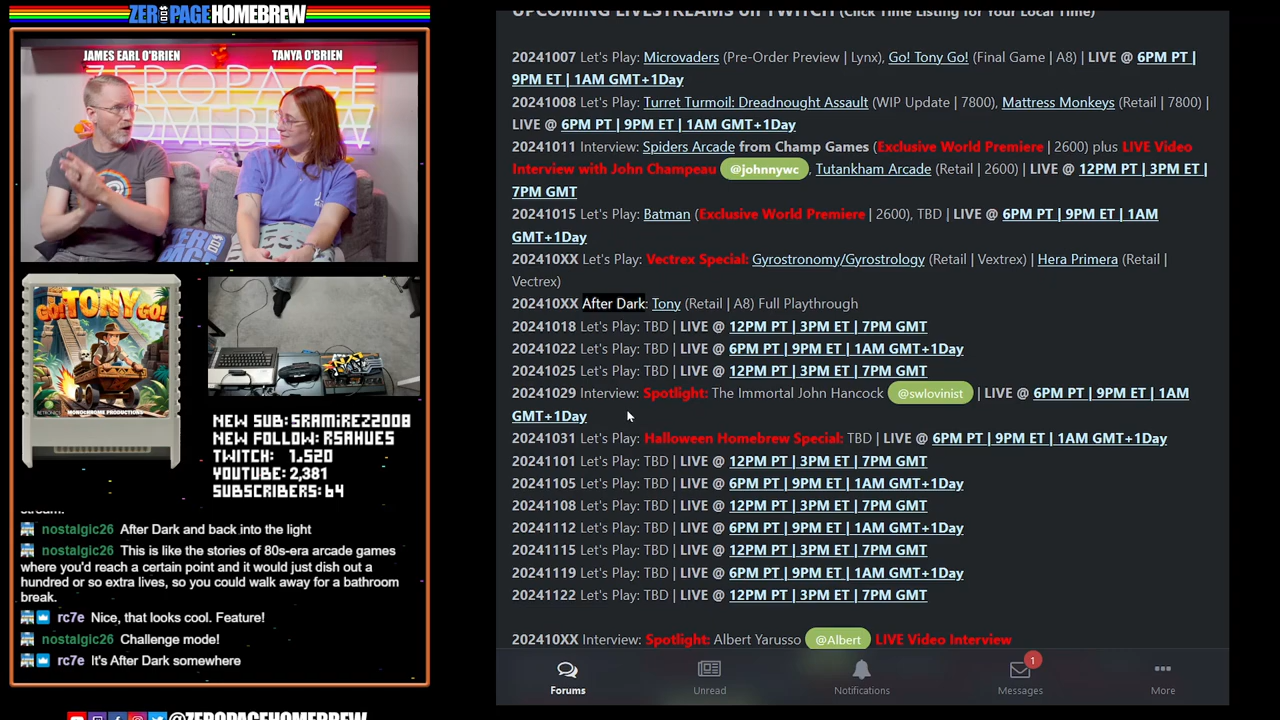 ZEROPAGEHOMEBREW
JAMES EARL O'BRIEN
TANYA O'BRIEN
ZEROPAGE
HOMEBREW
GO! TONY GO!
RETRONICS
MONOCHROME PRODUCTIONS
NEW SUB: SRAMIREZ2008
NEW FOLLOW: RSAHUES
TWITCH: 1,520
YOUTUBE: 2,381
SUBSCRIBERS: 64
stream.
nostalgic26 After Dark and back into the light
nostalgic26 This is like the stories of 80s-era arcade games
where you'd reach a certain point and it would just dish out a
hundred or so extra lives, so you could walk away for a bathroom
break.
rc7e Nice, that looks cool. Feature!
nostalgic26 Challenge mode!
rc7e It's After Dark somewhere
@ZEROPAGEHOMEBREW
UPCOMING LIVESTREAMS on TWITCH (Click Time Listing for Your Local Time)
20241007 Let's Play: Microvaders (Pre-Order Preview | Lynx), Go! Tony Go! (Final Game | A8) | LIVE @ 6PM PT |
9PM ET | 1AM GMT+1Day
20241008 Let's Play: Turret Turmoil: Dreadnought Assault (WIP Update | 7800), Mattress Monkeys (Retail | 7800) |
LIVE @ 6PM PT | 9PM ET | 1AM GMT+1Day
20241011 Interview: Spiders Arcade from Champ Games (Exclusive World Premiere | 2600) plus LIVE Video
Interview with John Champeau @johnnywc, Tutankham Arcade (Retail | 2600) | LIVE @ 12PM PT | 3PM ET |
7PM GMT
20241015 Let's Play: Batman (Exclusive World Premiere | 2600), TBD | LIVE @ 6PM PT | 9PM ET | 1AM
GMT+1Day
202410XX Let's Play: Vectrex Special: Gyrostronomy/Gyrostrology (Retail | Vextrex) | Hera Primera (Retail |
Vectrex)
202410XX After Dark: Tony (Retail | A8) Full Playthrough
20241018 Let's Play: TBD | LIVE @ 12PM PT | 3PM ET | 7PM GMT
20241022 Let's Play: TBD | LIVE @ 6PM PT | 9PM ET | 1AM GMT+1Day
20241025 Let's Play: TBD | LIVE @ 12PM PT | 3PM ET | 7PM GMT
20241029 Interview: Spotlight: The Immortal John Hancock @swlovinist | LIVE @ 6PM PT | 9PM ET | 1AM
GMT+1Day
20241031 Let's Play: Halloween Homebrew Special: TBD | LIVE @ 6PM PT | 9PM ET | 1AM GMT+1Day
20241101 Let's Play: TBD | LIVE @ 12PM PT | 3PM ET | 7PM GMT
20241105 Let's Play: TBD | LIVE @ 6PM PT | 9PM ET | 1AM GMT+1Day
20241108 Let's Play: TBD | LIVE @ 12PM PT | 3PM ET | 7PM GMT
20241112 Let's Play: TBD | LIVE @ 6PM PT | 9PM ET | 1AM GMT+1Day
20241115 Let's Play: TBD | LIVE @ 12PM PT | 3PM ET | 7PM GMT
20241119 Let's Play: TBD | LIVE @ 6PM PT | 9PM ET | 1AM GMT+1Day
20241122 Let's Play: TBD | LIVE @ 12PM PT | 3PM ET | 7PM GMT
202410XX Interview: Spotlight: Albert Yarusso @Albert LIVE Video Interview
1
Forums Unread Notifications Messages More